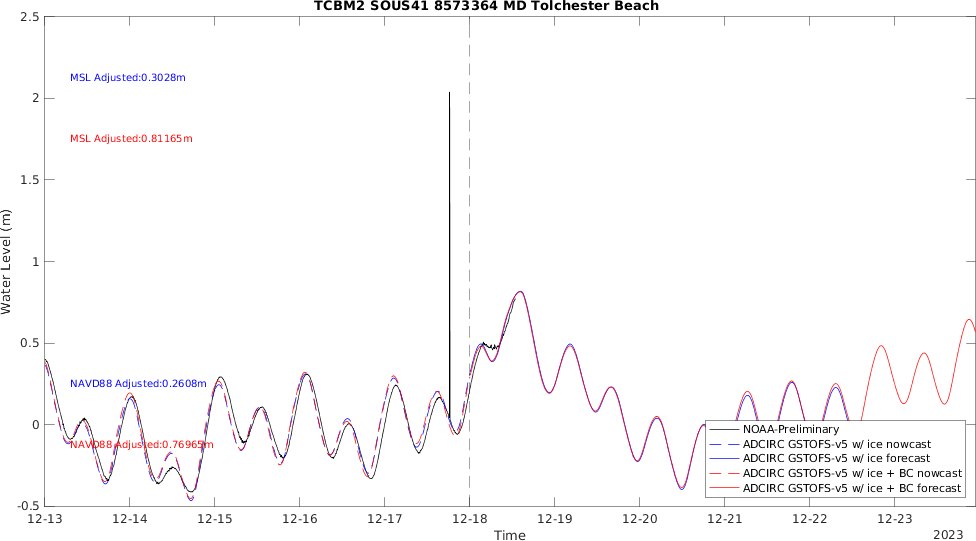 TCBM2 SOUS41 8573364 MD Tolchester Beach
2.5
2
1.5
1
0.5
0
-0.5
Water Level (m)
MSL Adjusted:0.3028m
MSL Adjusted:0.81165m
NAVD88 Adjusted:0.2608m
NAVD88 Adjusted:0.76965m
NOAA-Preliminary
ADCIRC GSTOFS-v5 w/ ice nowcast
ADCIRC GSTOFS-v5 w/ ice forecast
ADCIRC GSTOFS-v5 w/ ice + BC nowcast
ADCIRC GSTOFS-v5 w/ ice + BC forecast
12-13 12-14 12-15 12-16 12-17 12-18 12-19 12-20 12-21 12-22 12-23
Time
2023